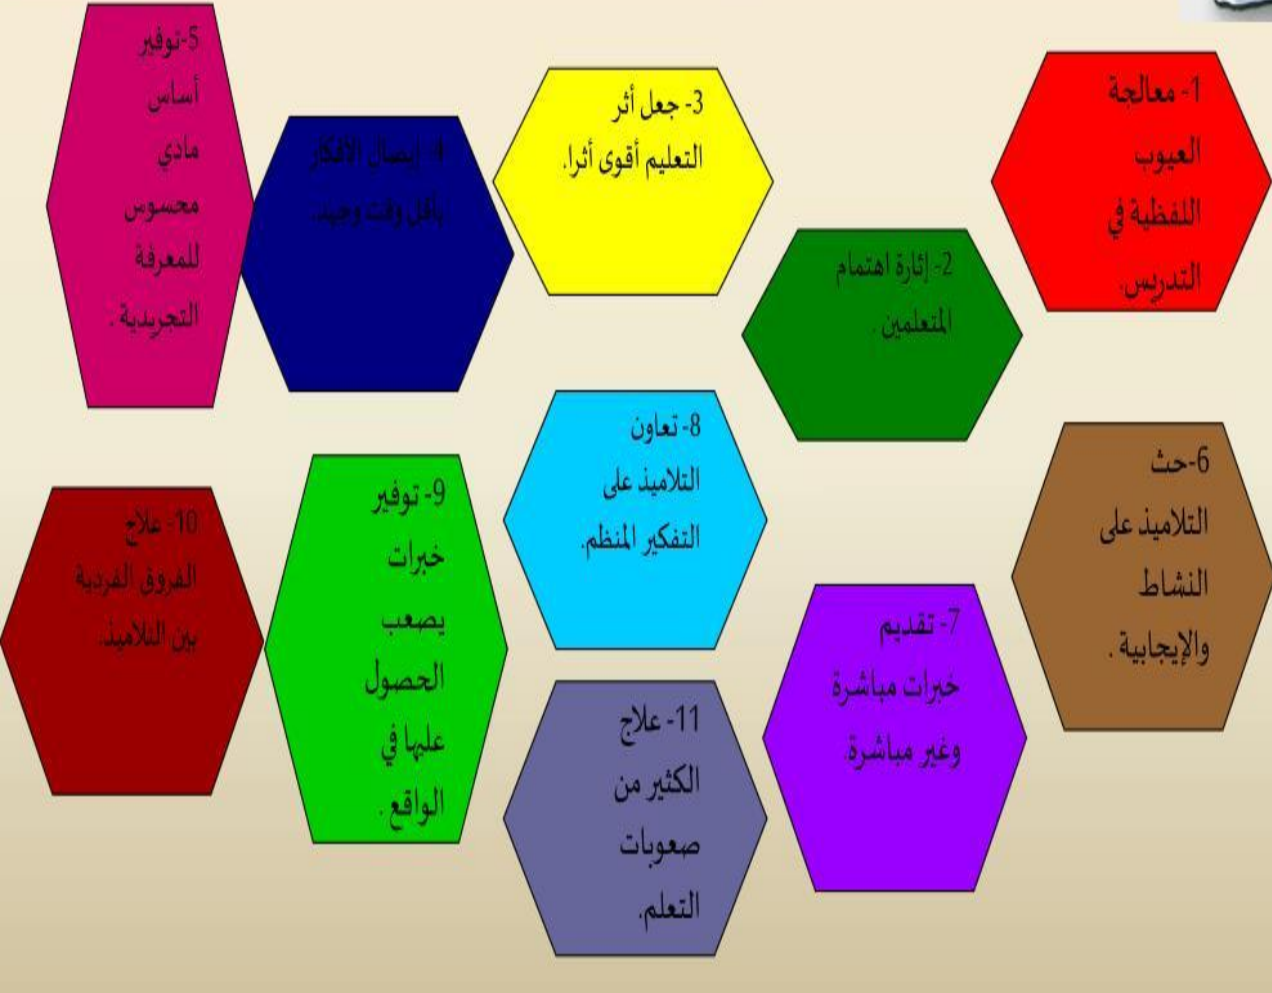 1- معالجة
العيوب
اللفظية في
التدريس.
2- إثارة اهتمام
المتعلمين .
3- جعل أثر
التعليم أقوى أثرا.
4- إيصال الأفكار
بأقل وقت وجهد.
5-توفير
أساس
مادي
محسوس
للمعرفة
التجريدية .
6-حث
التلاميذ على
النشاط
والإيجابية .
7- تقديم
خبرات مباشرة
وغير مباشرة.
8- تعاون
التلاميذ على
التفكير المنظم.
9- توفير
خبرات
يصعب
الحصول
عليها في
الواقع .
10- علاج
الفروق الفردية
بين التلاميذ.
11- علاج
الكثير من
صعوبات
التعلم.